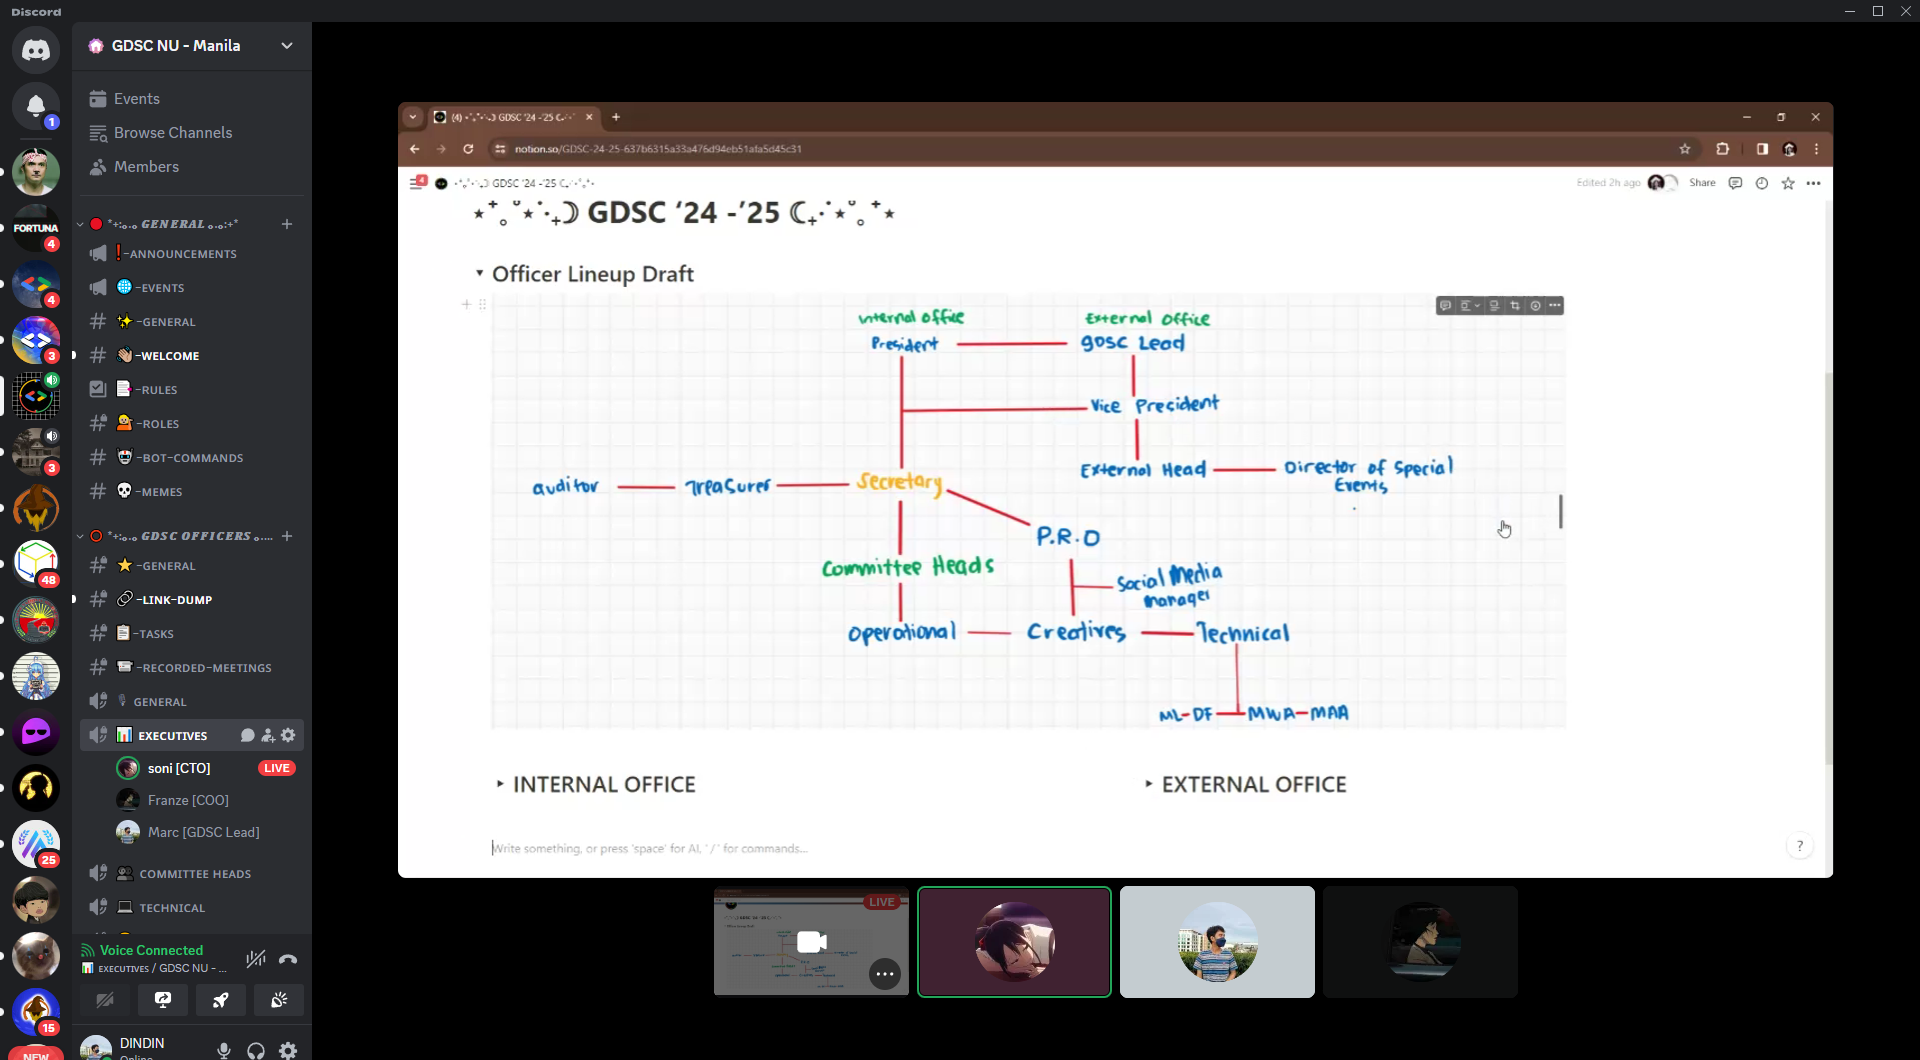 Discord
GDSC NU - Manila
1
Events
Browse Channels
Members
FORTUNA
4
4
3
3
48
25
15
NEW
GENERAL
-ANNOUNCEMENTS
-EVENTS
-GENERAL
-WELCOME
-RULES
-ROLES
-BOT-COMMANDS
-MEMES
GDSC OFFICERS
-GENERAL
-LINK-DUMP
-TASKS
-RECORDED-MEETINGS
GENERAL
EXECUTIVES
soni [CTO]
LIVE
Franze [COO]
Marc [GDSC Lead]
COMMITTEE HEADS
TECHNICAL
Voice Connected
EXECUTIVES / GDSC NU - ...
DINDIN
Online
(4) GDSC '24 -'25
notion.so/GDSC-24-25-637b6315a33a476d94eb51afa5d45c31
4
GDSC '24 -'25
Edited 2h ago
Share
GDSC ‘24 -’25
Officer Lineup Draft
internal office
External Office
President
GDSC Lead
Vice President
External Head
Director of Special
Events
auditor
Treasurer
Secretary
P.R.O
Committee Heads
Social Media
manager
Operational
Creatives
Technical
ML-DF
MWA-MAA
INTERNAL OFFICE
EXTERNAL OFFICE
Write something, or press 'space' for AI, '/' for commands...
?
LIVE